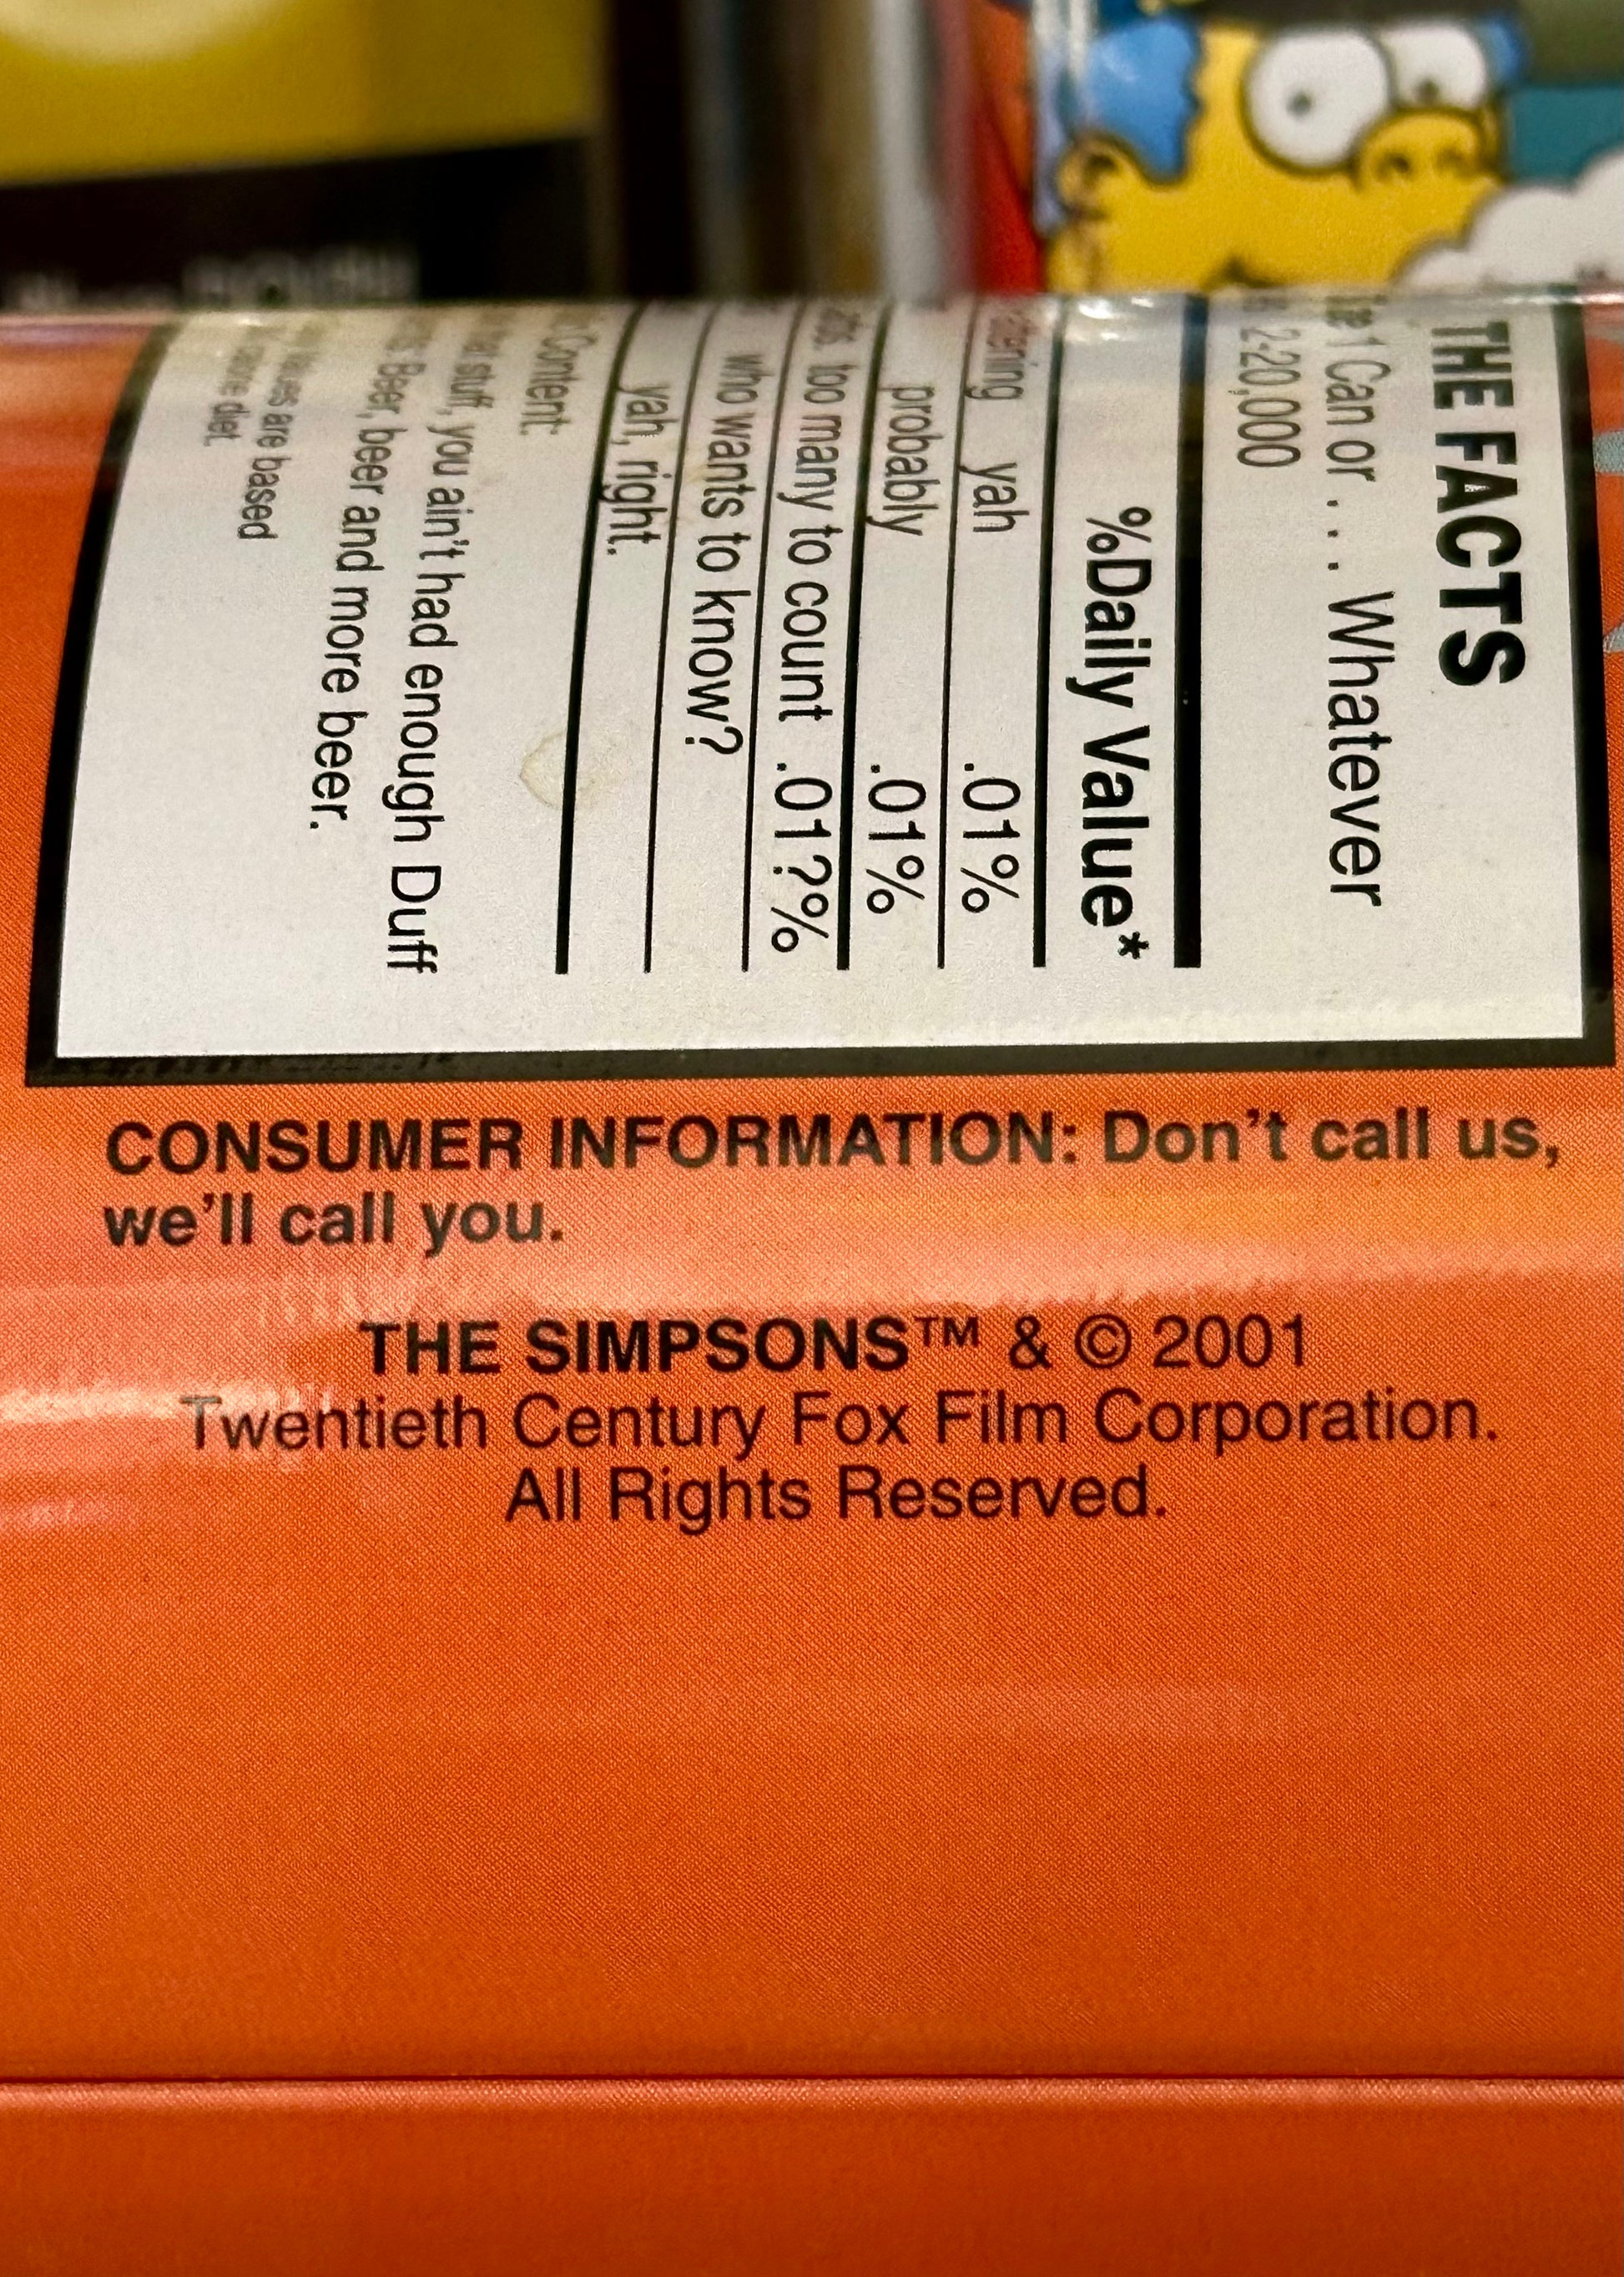 THE FACTS
1 Can or . . . Whatever
2-20,000
%Daily Value*
yah .01%
probably .01%
too many to count .01?%
who wants to know?
yah, right.
Content:
stuff, you ain't had enough Duff
Beer, beer and more beer.
are based
diet.
CONSUMER INFORMATION: Don't call us,
we'll call you.
THE SIMPSONS™ & © 2001
Twentieth Century Fox Film Corporation.
All Rights Reserved.